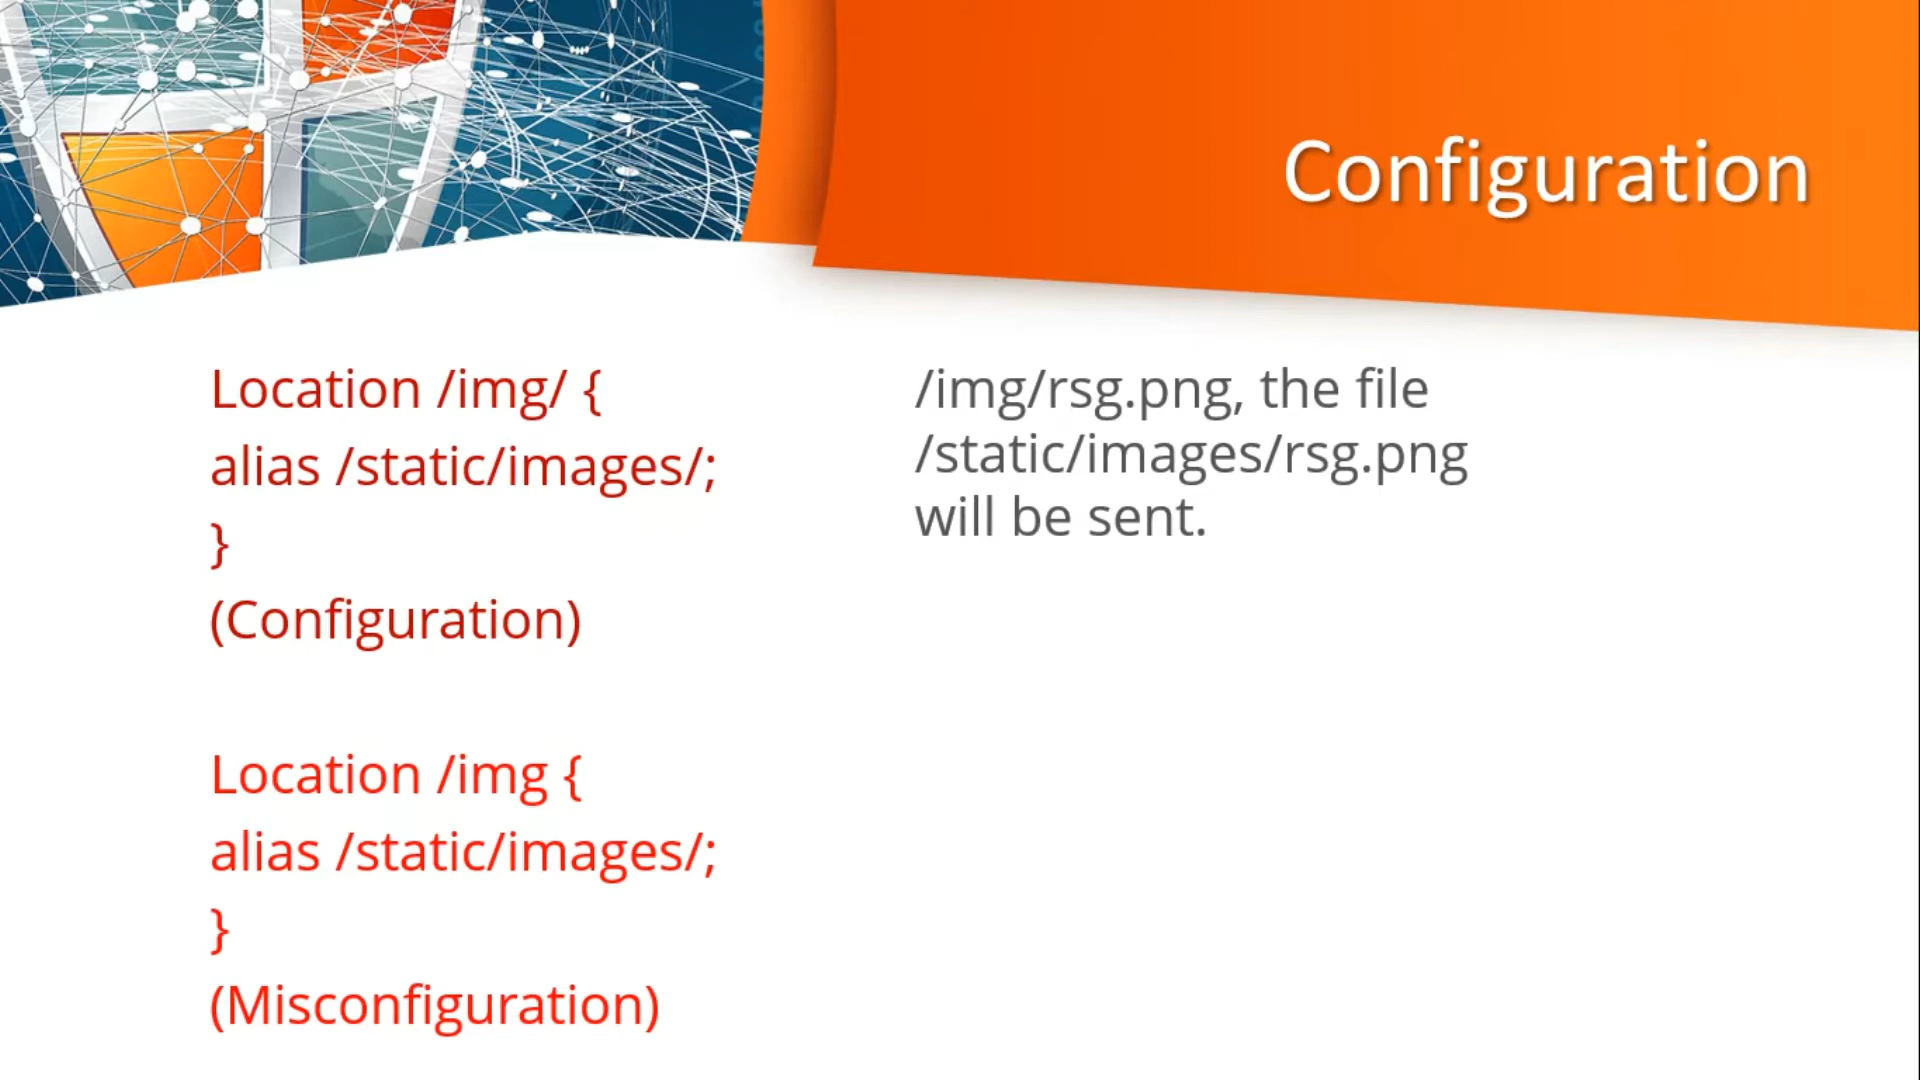 Configuration
Location /img/ {
alias /static/images/;
}
(Configuration)
Location /img {
alias /static/images/;
}
(Misconfiguration)
/img/rsg.png, the file
/static/images/rsg.png
will be sent.